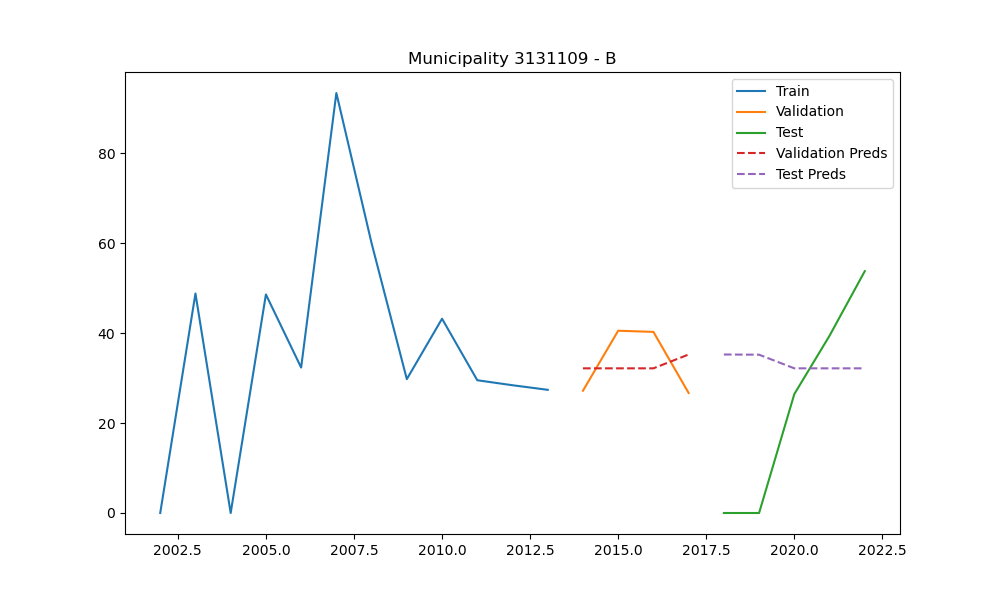 Municipality 3131109 - B
Train
Validation
Test
Validation Preds
Test Preds
80
60
40
20
0
2002.5 2005.0 2007.5 2010.0 2012.5 2015.0 2017.5 2020.0 2022.5